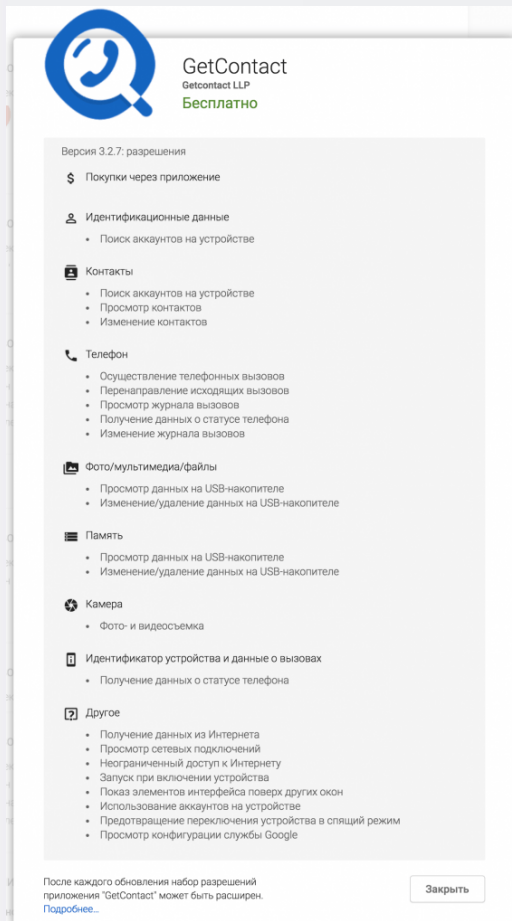 GetContact
Getcontact LLP
Бесплатно
Версия 3.2.7: разрешения
Покупки через приложение
Идентификационные данные
• Поиск аккаунтов на устройстве
Контакты
• Поиск аккаунтов на устройстве
• Просмотр контактов
• Изменение контактов
Телефон
• Осуществление телефонных вызовов
• Перенаправление исходящих вызовов
• Просмотр журнала вызовов
• Получение данных о статусе телефона
• Изменение журнала вызовов
Фото/мультимедиа/файлы
• Просмотр данных на USB-накопителе
• Изменение/удаление данных на USB-накопителе
Память
• Просмотр данных на USB-накопителе
• Изменение/удаление данных на USB-накопителе
Камера
• Фото- и видеосъемка
Идентификатор устройства и данные о вызовах
• Получение данных о статусе телефона
Другое
• Получение данных из Интернета
• Просмотр сетевых подключений
• Неограниченный доступ к Интернету
• Запуск при включении устройства
• Показ элементов интерфейса поверх других окон
• Использование аккаунтов на устройстве
• Предотвращение переключения устройства в спящий режим
• Просмотр конфигурации службы Google
После каждого обновления набор разрешений
приложения "GetContact" может быть расширен.
Подробнее…
Закрыть